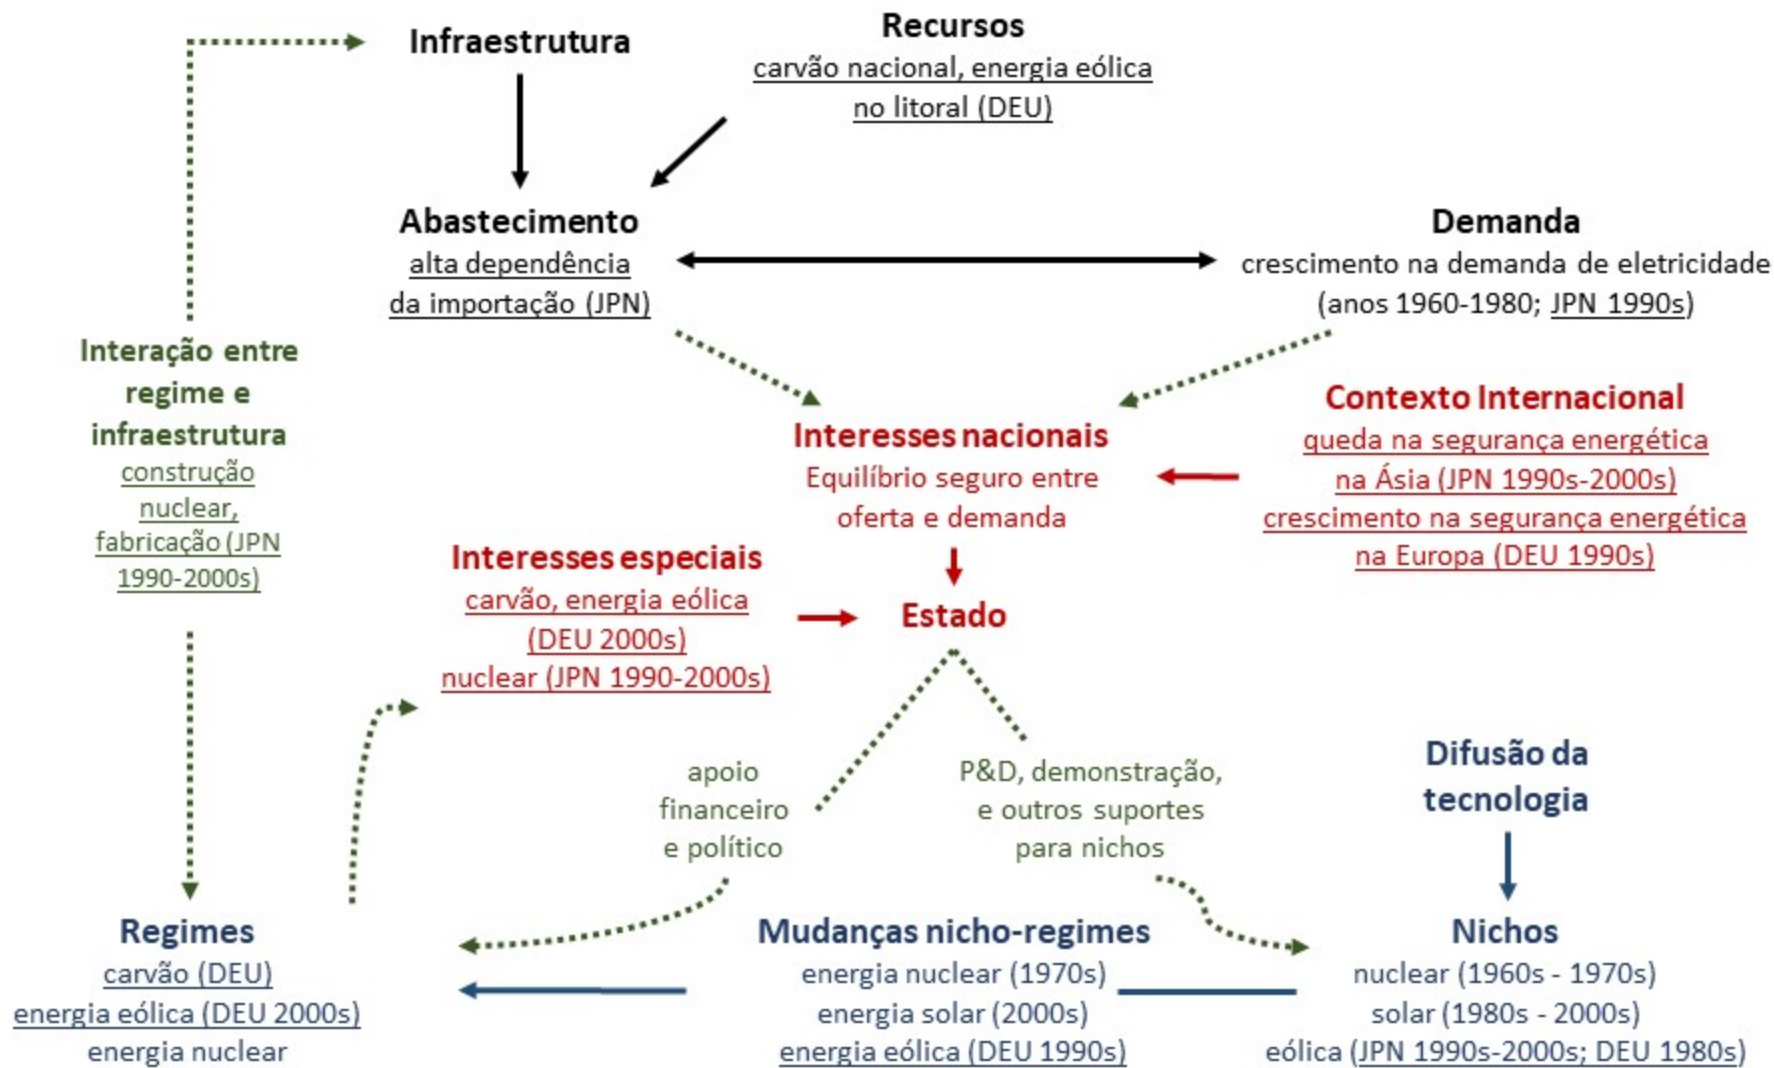 Infraestrutura
Recursos
carvão nacional, energia eólica
no litoral (DEU)
Abastecimento
alta dependência
da importação (JPN)
Demanda
crescimento na demanda de eletricidade
(anos 1960-1980; JPN 1990s)
Interação entre
regime e
infraestrutura
construção
nuclear,
fabricação (JPN
1990-2000s)
Interesses nacionais
Equilíbrio seguro entre
oferta e demanda
Contexto Internacional
queda na segurança energética
na Ásia (JPN 1990s-2000s)
crescimento na segurança energética
na Europa (DEU 1990s)
Interesses especiais
carvão, energia eólica
(DEU 2000s)
nuclear (JPN 1990-2000s)
Estado
apoio
financeiro
e político
P&D, demonstração,
e outros suportes
para nichos
Difusão da
tecnologia
Regimes
carvão (DEU)
energia eólica (DEU 2000s)
energia nuclear
Mudanças nicho-regimes
energia nuclear (1970s)
energia solar (2000s)
energia eólica (DEU 1990s)
Nichos
nuclear (1960s - 1970s)
solar (1980s - 2000s)
eólica (JPN 1990s-2000s; DEU 1980s)